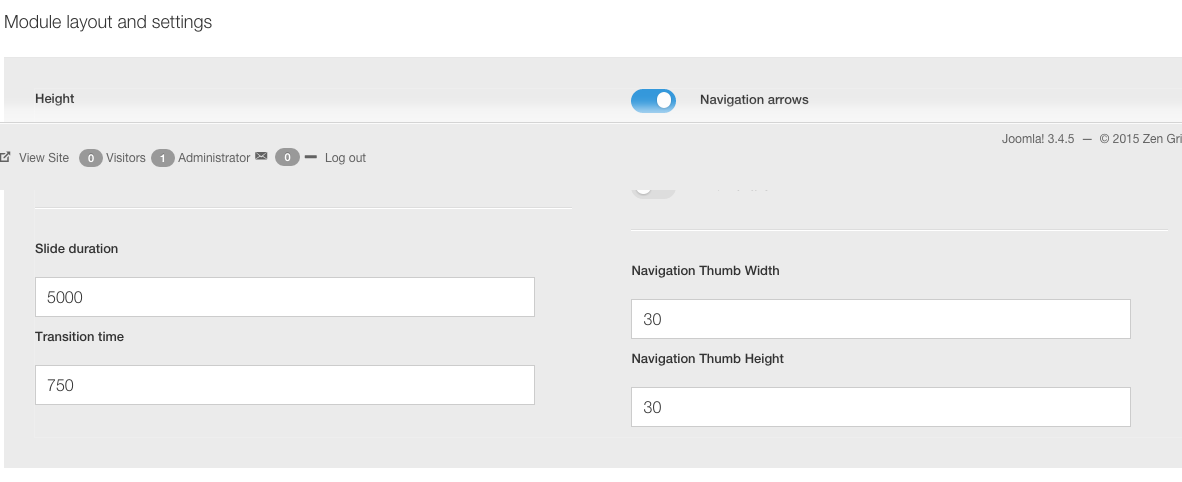 Module layout and settings
Height
Navigation arrows
Joomla! 3.4.5 — © 2015 Zen Gri
View Site 0 Visitors 1 Administrator 0 Log out
Slide duration
5000
Transition time
750
Navigation Thumb Width
30
Navigation Thumb Height
30